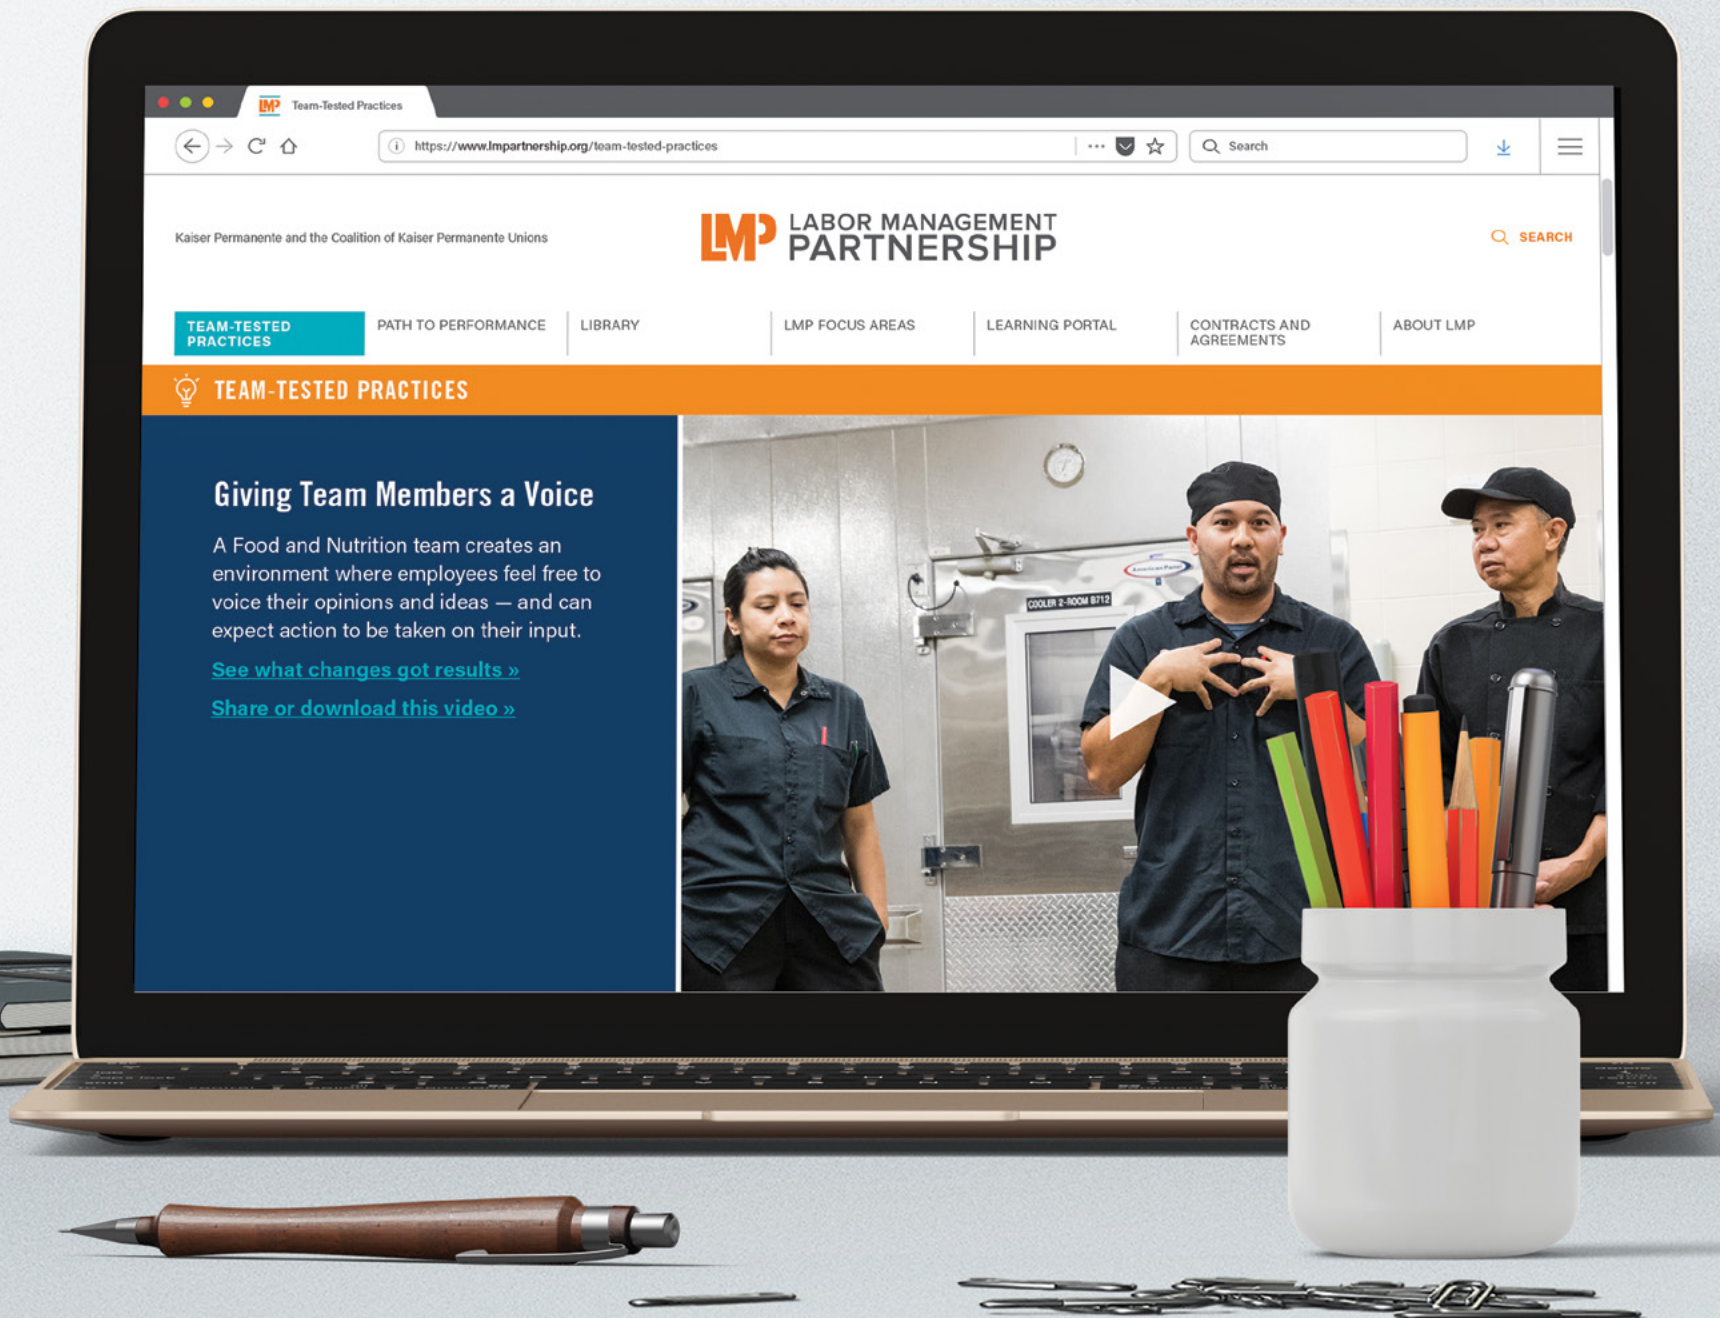 LMP Team-Tested Practices
https://www.lmpartnership.org/team-tested-practices
Search
Kaiser Permanente and the Coalition of Kaiser Permanente Unions
LMP LABOR MANAGEMENT
PARTNERSHIP
SEARCH
TEAM-TESTED
PRACTICES
PATH TO PERFORMANCE
LIBRARY
LMP FOCUS AREAS
LEARNING PORTAL
CONTRACTS AND
AGREEMENTS
ABOUT LMP
TEAM-TESTED PRACTICES
Giving Team Members a Voice
A Food and Nutrition team creates an
environment where employees feel free to
voice their opinions and ideas — and can
expect action to be taken on their input.
See what changes got results »
Share or download this video »
AmericanPanel
COOLER 2-ROOM B712